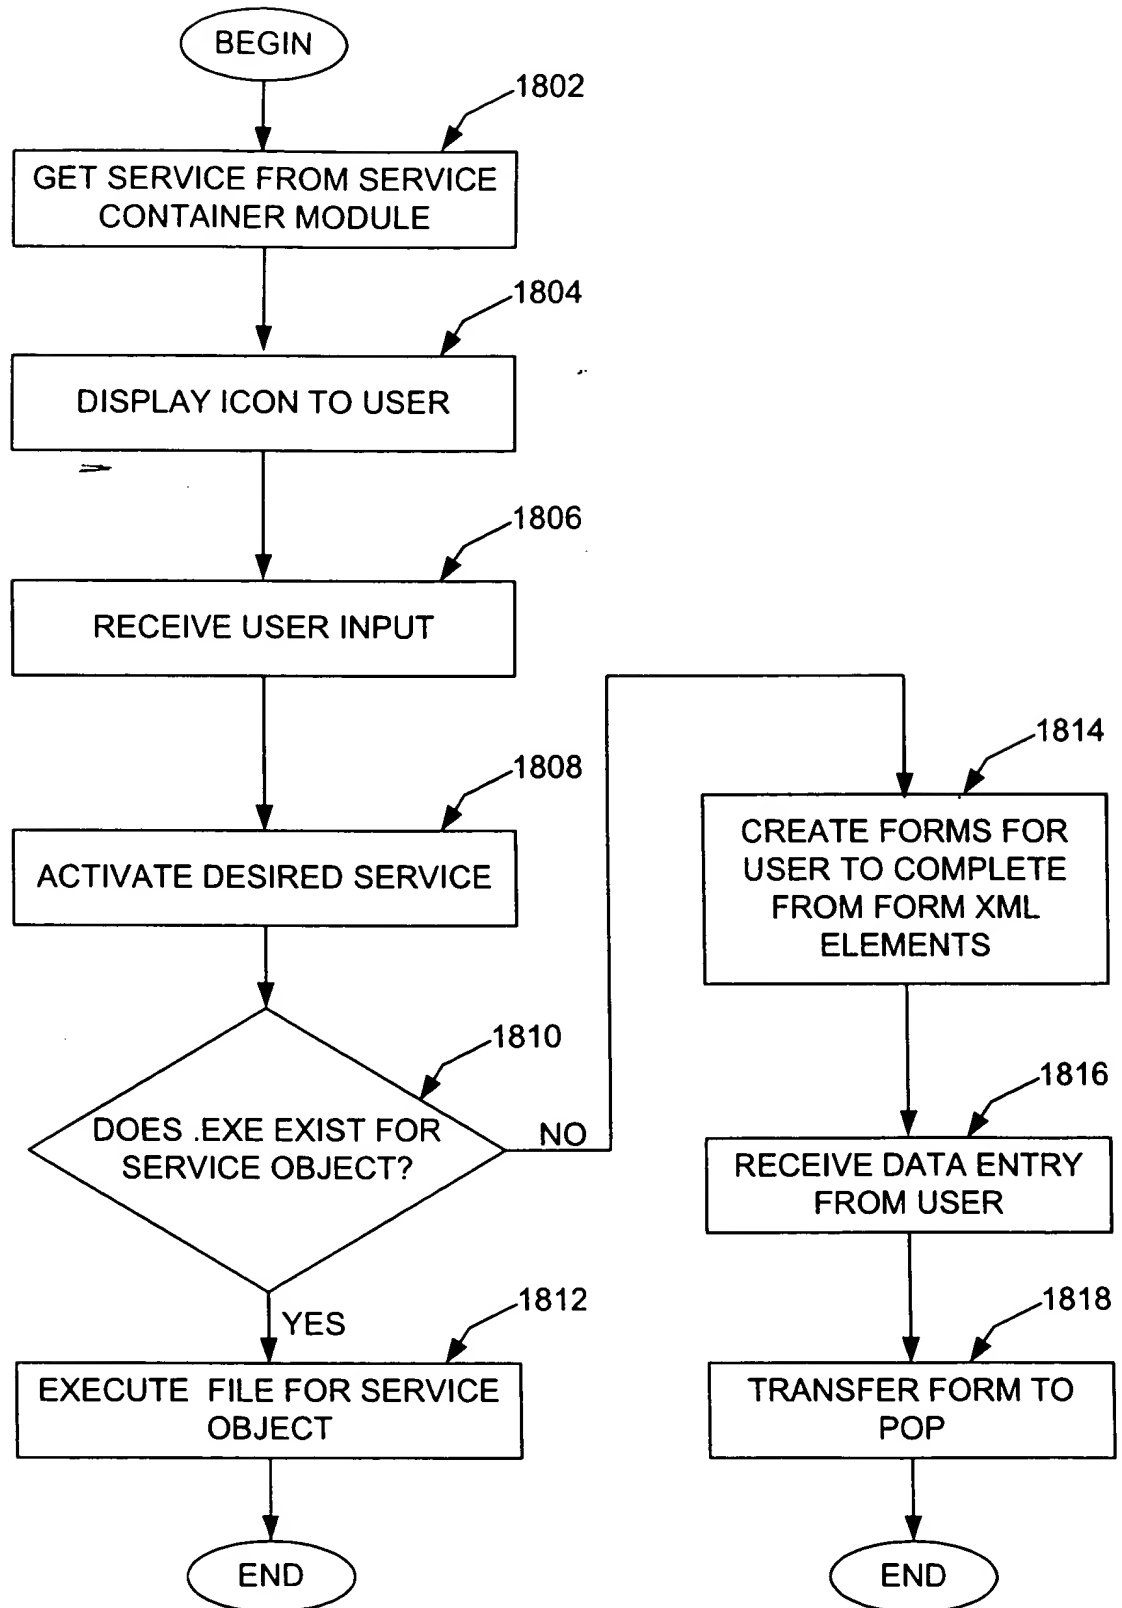 BEGIN
1802
GET SERVICE FROM SERVICE
CONTAINER MODULE
1804
DISPLAY ICON TO USER
1806
RECEIVE USER INPUT
1808
ACTIVATE DESIRED SERVICE
1810
DOES .EXE EXIST FOR
SERVICE OBJECT?
NO
YES
1812
EXECUTE FILE FOR SERVICE
OBJECT
END
1814
CREATE FORMS FOR
USER TO COMPLETE
FROM FORM XML
ELEMENTS
1816
RECEIVE DATA ENTRY
FROM USER
1818
TRANSFER FORM TO
POP
END